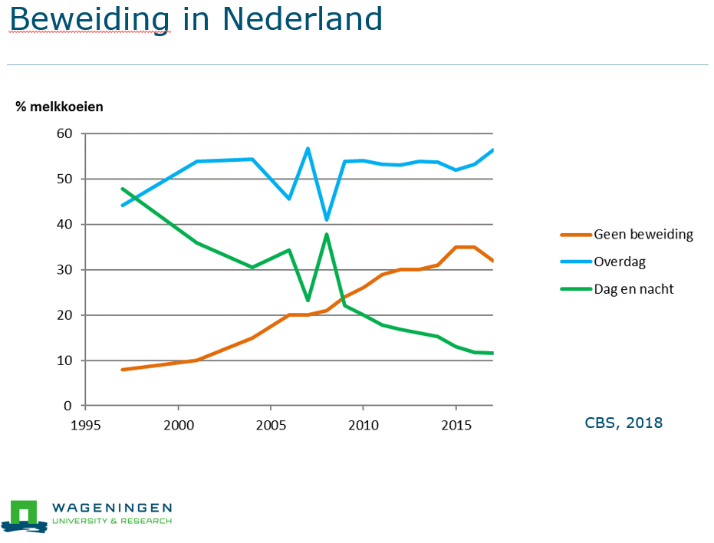 Beweiding in Nederland
% melkkoeien
60
50
40
30
20
10
0
1995 2000 2005 2010 2015
Geen beweiding
Overdag
Dag en nacht
CBS, 2018
WAGENINGEN
UNIVERSITY & RESEARCH